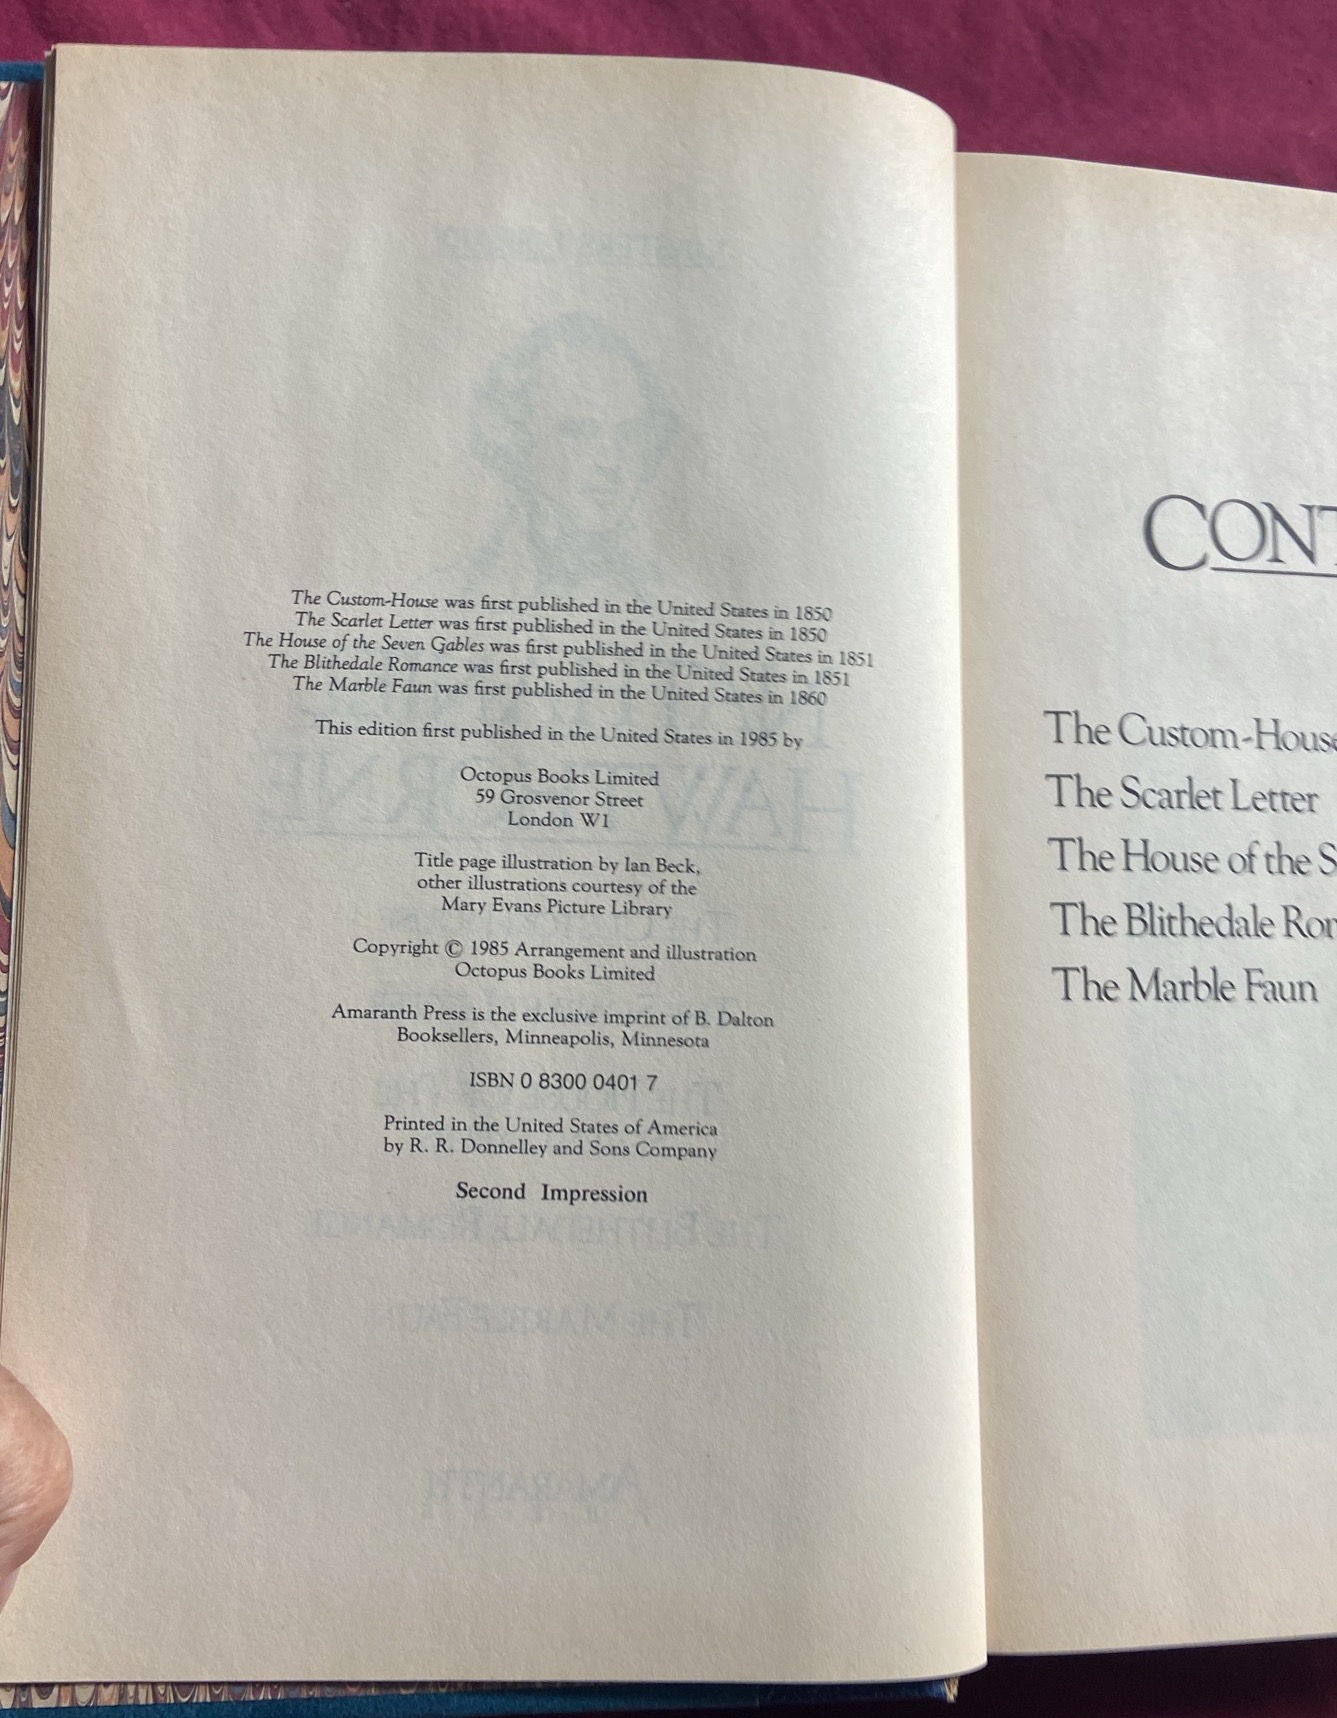 The Custom-House was first published in the United States in 1850
The Scarlet Letter was first published in the United States in 1850
The House of the Seven Gables was first published in the United States in 1851
The Blithedale Romance was first published in the United States in 1851
The Marble Faun was first published in the United States in 1860
This edition first published in the United States in 1985 by
Octopus Books Limited
59 Grosvenor Street
London W1
Title page illustration by Ian Beck,
other illustrations courtesy of the
Mary Evans Picture Library
Copyright © 1985 Arrangement and illustration
Octopus Books Limited
Amaranth Press is the exclusive imprint of B. Dalton
Booksellers, Minneapolis, Minnesota
ISBN 0 8300 0401 7
Printed in the United States of America
by R. R. Donnelley and Sons Company
Second Impression
CONT
The Custom-House
The Scarlet Letter
The House of the S
The Blithedale Rom
The Marble Faun